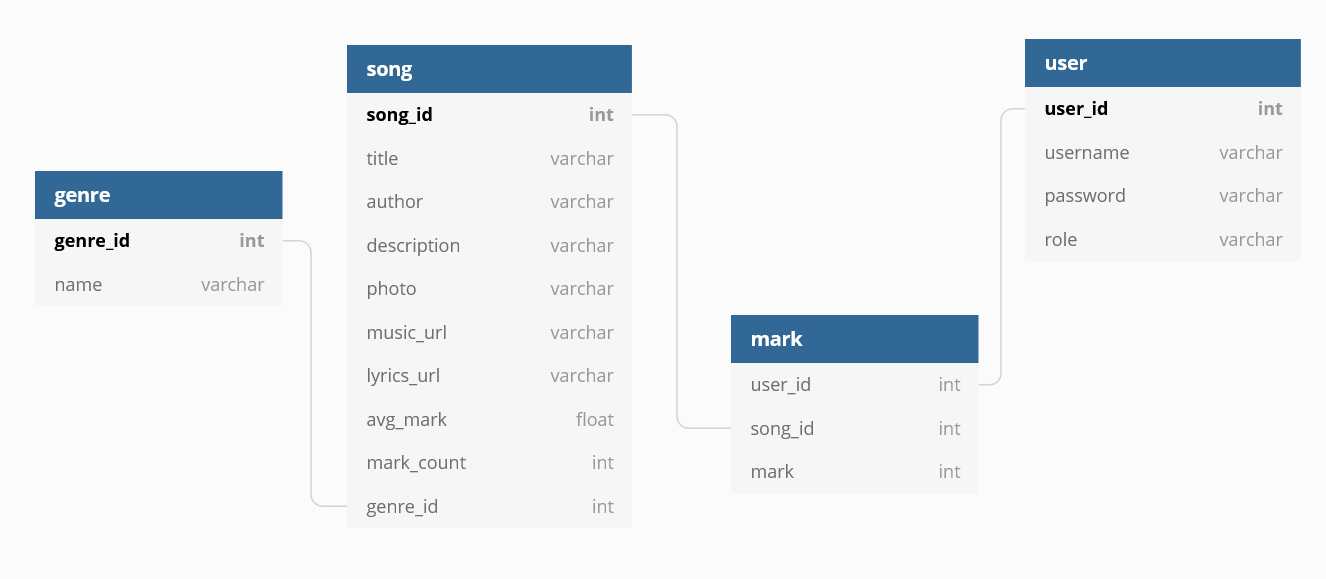 genre
genre_id int
name varchar
song
song_id int
title varchar
author varchar
description varchar
photo varchar
music_url varchar
lyrics_url varchar
avg_mark float
mark_count int
genre_id int
mark
user_id int
song_id int
mark int
user
user_id int
username varchar
password varchar
role varchar